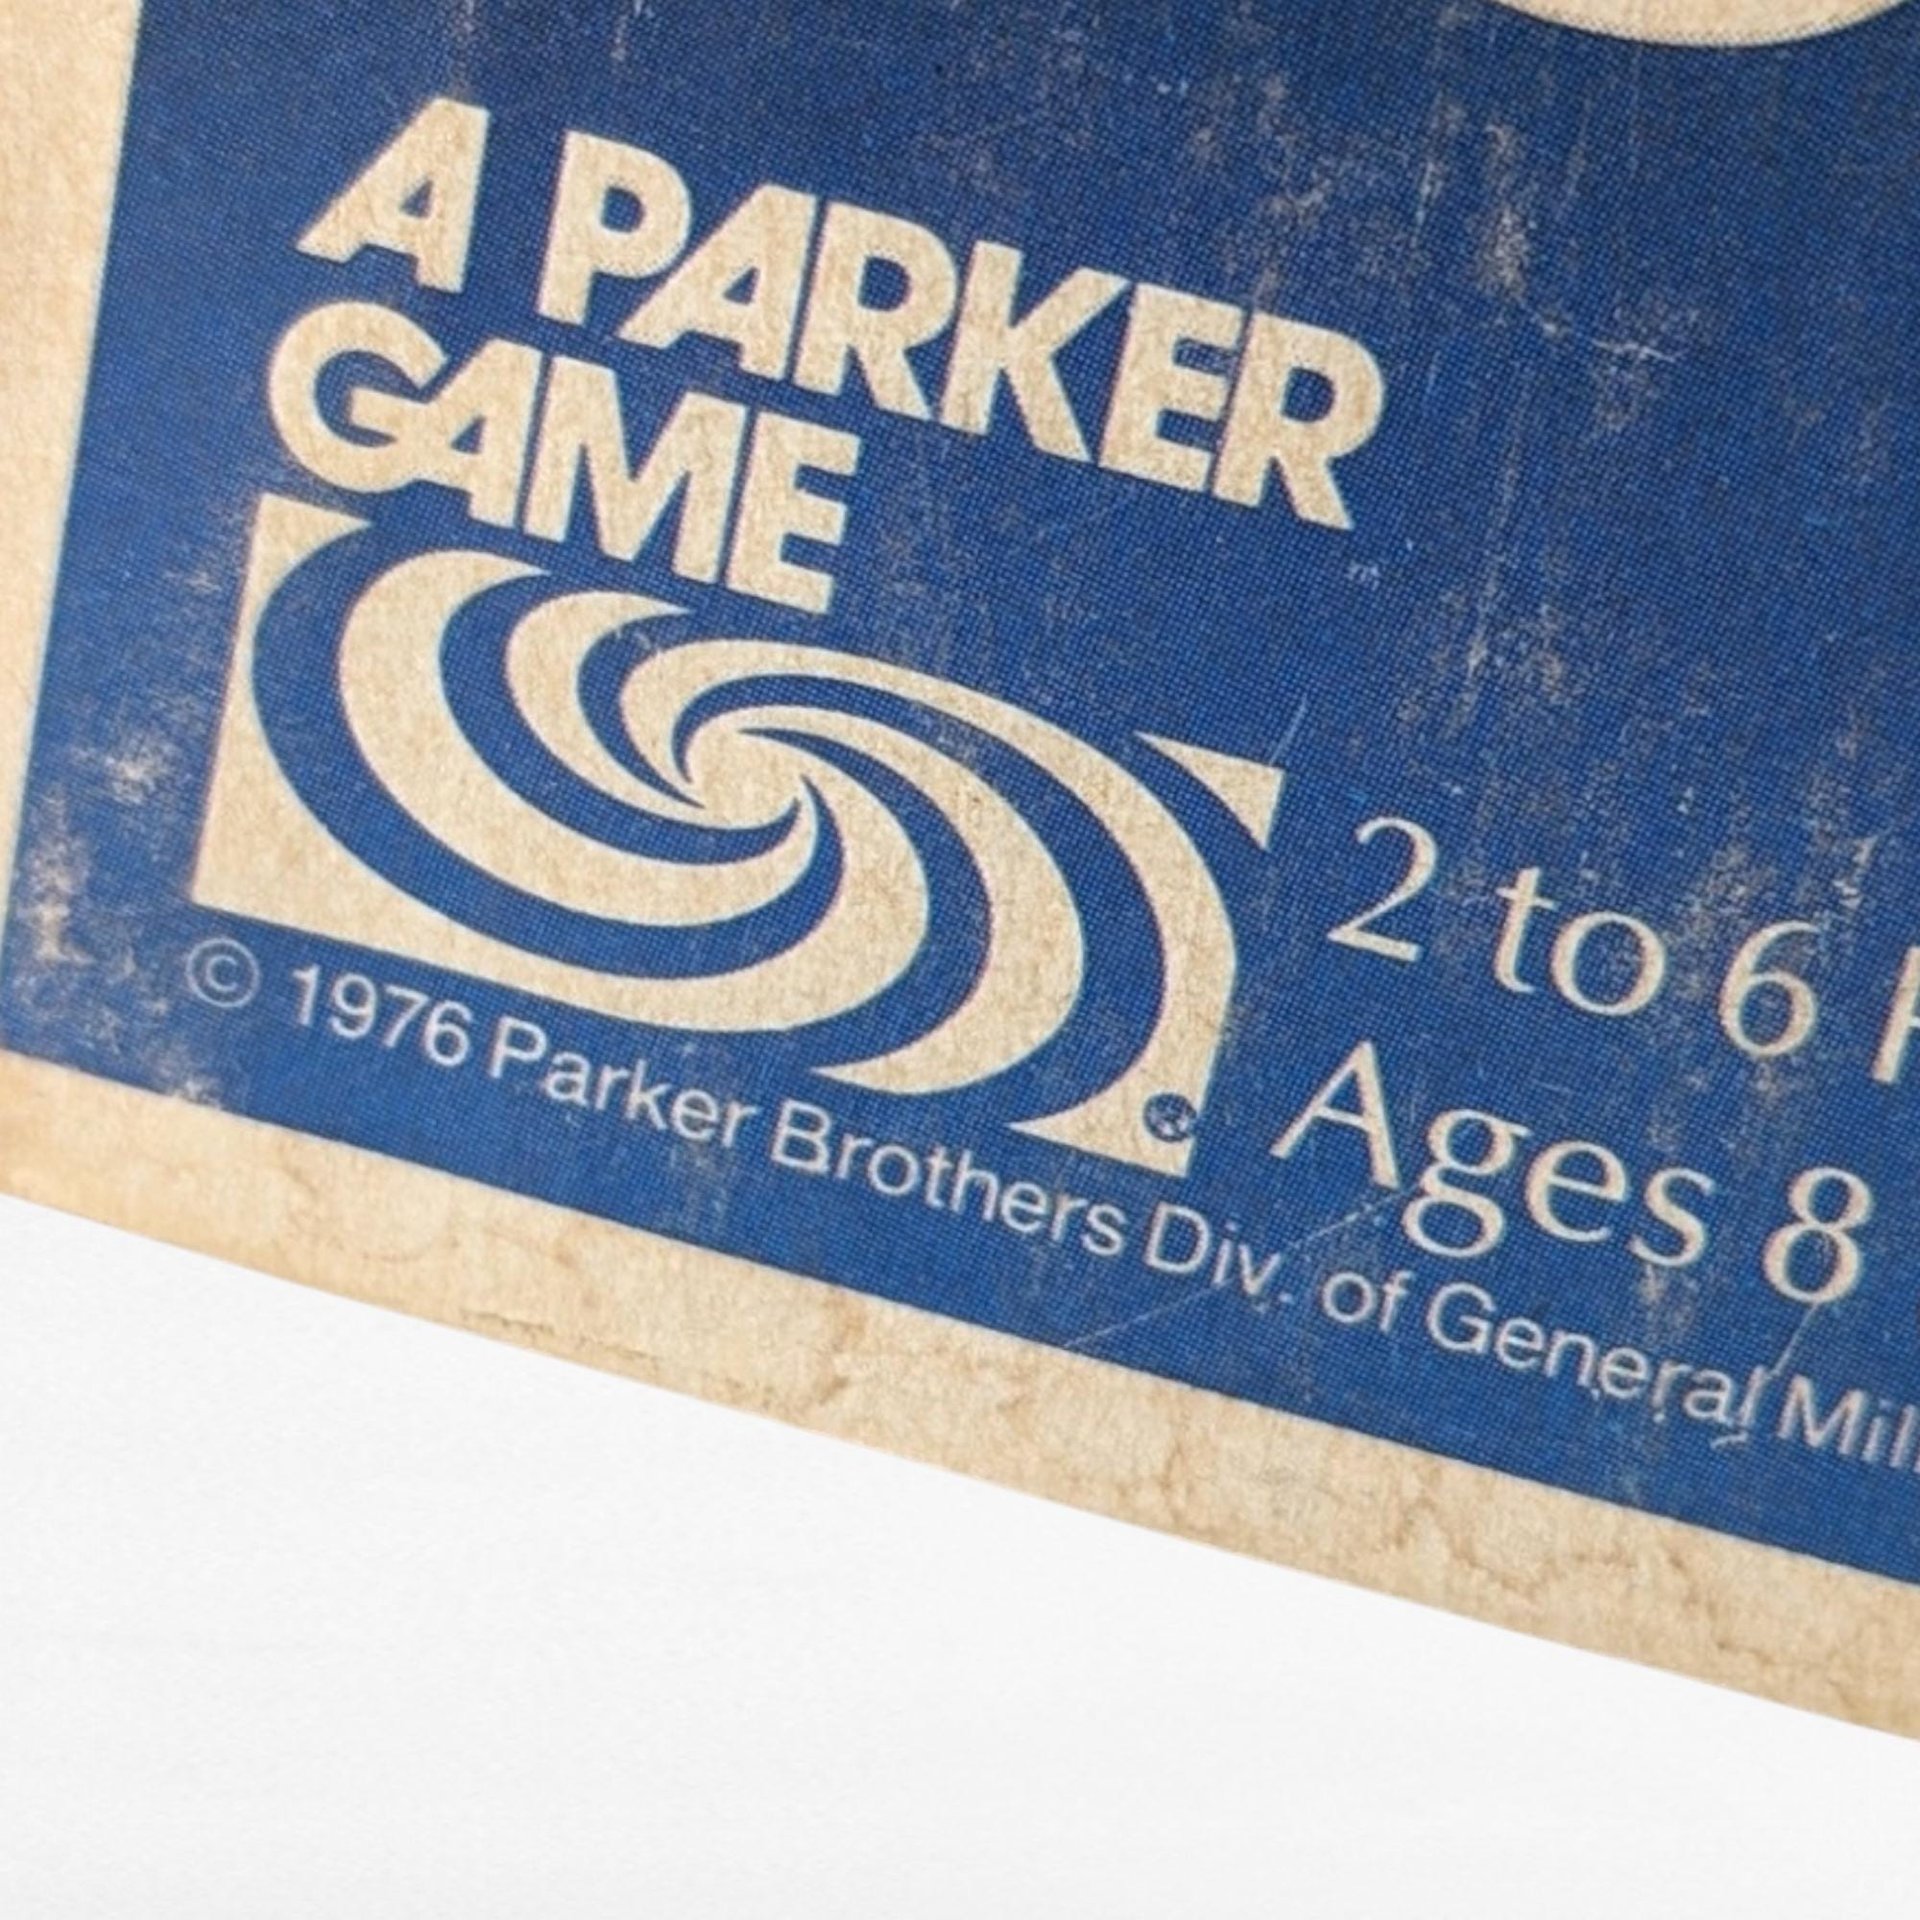 A PARKER
GAME
®
2 to 6
Ages 8
© 1976 Parker Brothers Div. of General